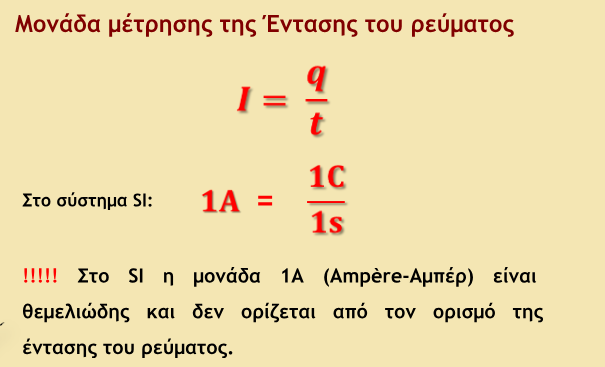 Μονάδα μέτρησης της Έντασης του ρεύματος
I = q/t
Στο σύστημα SI: 1A = 1C/1s
!!!!! Στο SI η μονάδα 1Α (Ampère-Αμπέρ) είναι
θεμελιώδης και δεν ορίζεται από τον ορισμό της
έντασης του ρεύματος.